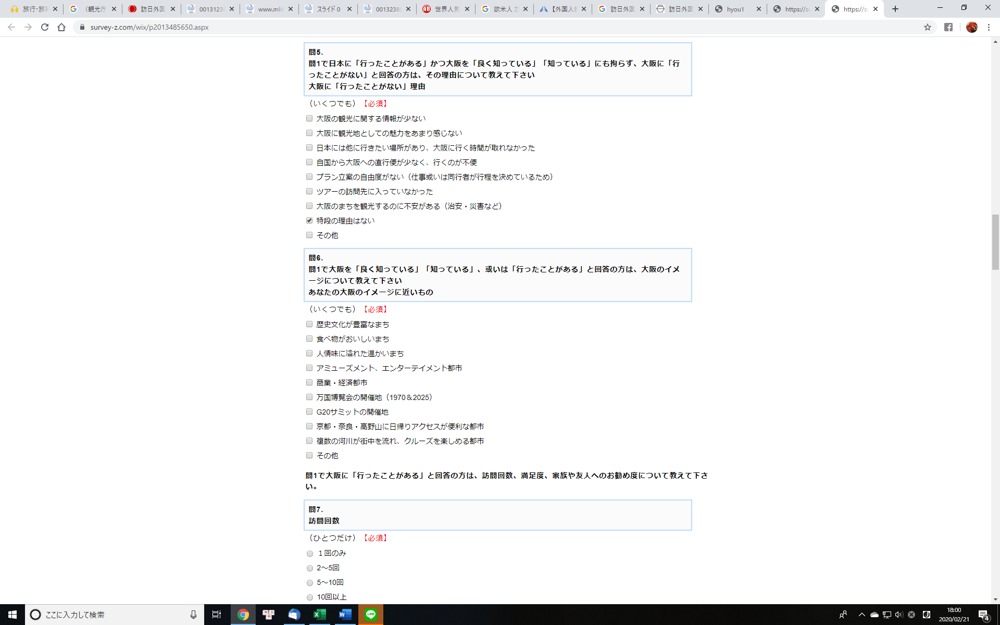 旅行･旅
（観光庁
訪日外国
0013123
www.mlit
スライド 0
0013238
世界人気
欧米人 ガ
【外国人
訪日外国
訪日外国
hyou1
https://su
https://su
survey-z.com/wix/p2013485650.aspx
問5.
問1で日本に「行ったことがある」かつ大阪を「良く知っている」「知っている」にも拘らず、大阪に「行
ったことがない」と回答の方は、その理由について教えて下さい
大阪に「行ったことがない」理由
（いくつでも）【必須】
大阪の観光に関する情報が少ない
大阪に観光地としての魅力をあまり感じない
日本には他に行きたい場所があり、大阪に行く時間が取れなかった
自国から大阪への直行便が少なく、行くのが不便
プラン立案の自由度がない（仕事或いは同行者が行程を決めているため）
ツアーの訪問先に入っていなかった
大阪のまちを観光するのに不安がある（治安・災害など）
特段の理由はない
その他
問6.
問1で大阪を「良く知っている」「知っている」、或いは「行ったことがある」と回答の方は、大阪のイメ
ージについて教えて下さい
あなたの大阪のイメージに近いもの
（いくつでも）【必須】
歴史文化が豊富なまち
食べ物がおいしいまち
人情味に溢れた温かいまち
アミューズメント、エンターテイメント都市
商業・経済都市
万国博覧会の開催地（1970＆2025）
G20サミットの開催地
京都・奈良・高野山に日帰りアクセスが便利な都市
複数の河川が街中を流れ、クルーズを楽しめる都市
その他
問1で大阪に「行ったことがある」と回答の方は、訪問回数、満足度、家族や友人へのお勧め度について教えて下さ
い。
問7.
訪問回数
（ひとつだけ）【必須】
１回のみ
2〜5回
5〜10回
10回以上
ここに入力して検索
18:00
2020/02/21
4